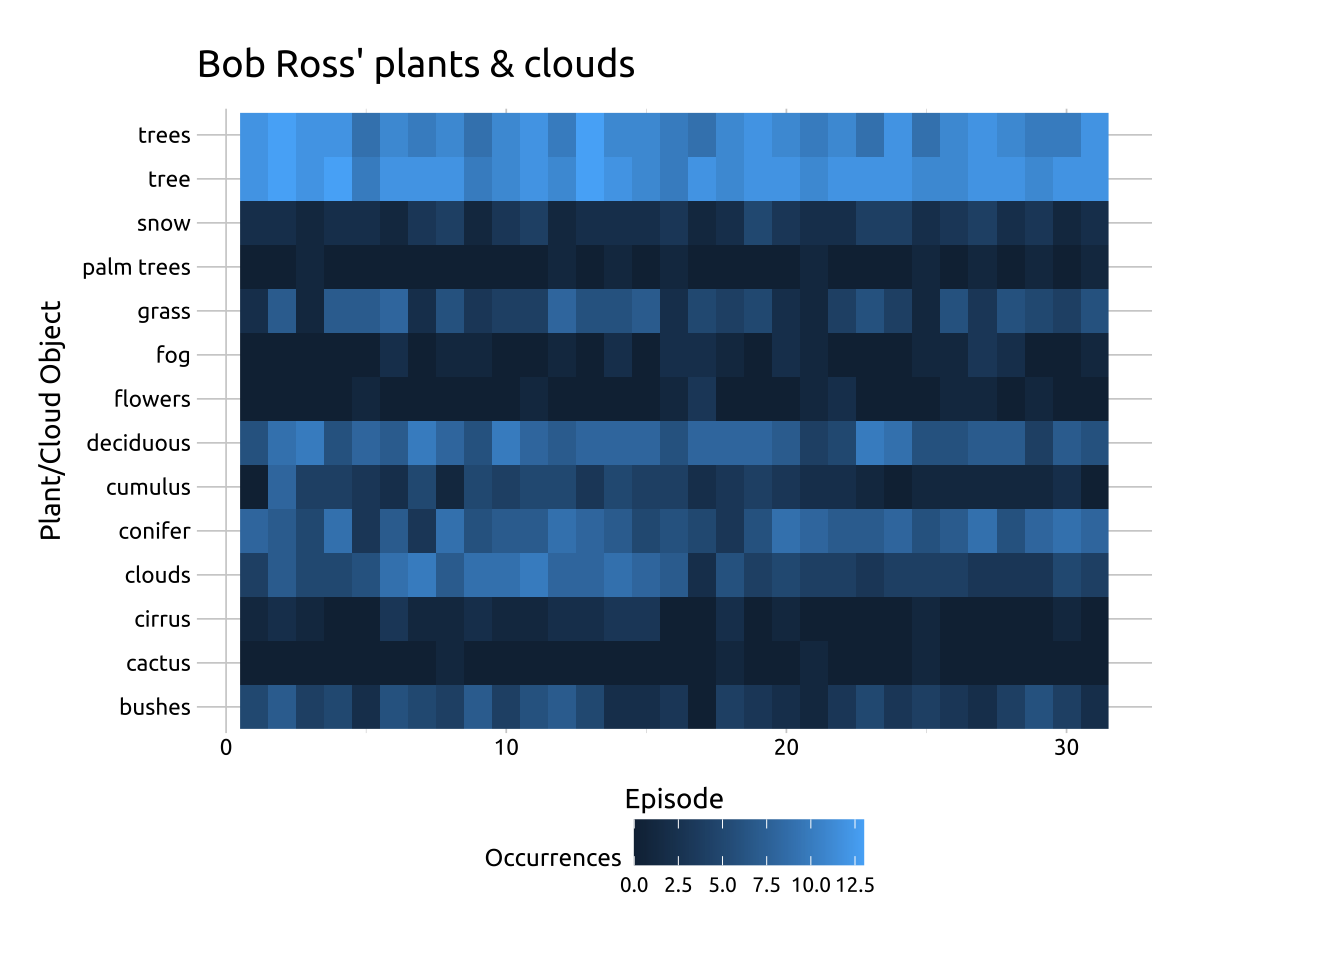 Bob Ross' plants & clouds
Plant/Cloud Object
trees
tree
snow
palm trees
grass
fog
flowers
deciduous
cumulus
conifer
clouds
cirrus
cactus
bushes
0 10 20 30
Episode
Occurrences
0.0 2.5 5.0 7.5 10.0 12.5